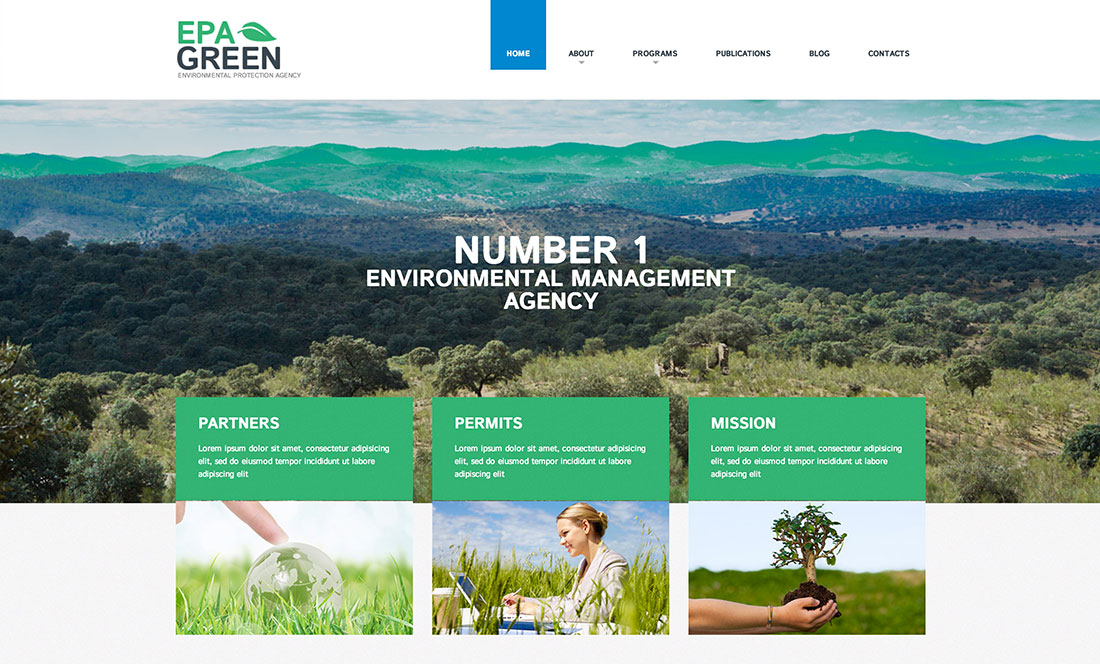 EPA
GREEN
ENVIRONMENTAL PROTECTION AGENCY
HOME
ABOUT
PROGRAMS
PUBLICATIONS
BLOG
CONTACTS
NUMBER 1
ENVIRONMENTAL MANAGEMENT
AGENCY
PARTNERS
Lorem ipsum dolor sit amet, consectetur adipisicing
elit, sed do eiusmod tempor incididunt ut labore
adipiscing elit
PERMITS
Lorem ipsum dolor sit amet, consectetur adipisicing
elit, sed do eiusmod tempor incididunt ut labore
adipiscing elit
MISSION
Lorem ipsum dolor sit amet, consectetur adipisicing
elit, sed do eiusmod tempor incididunt ut labore
adipiscing elit